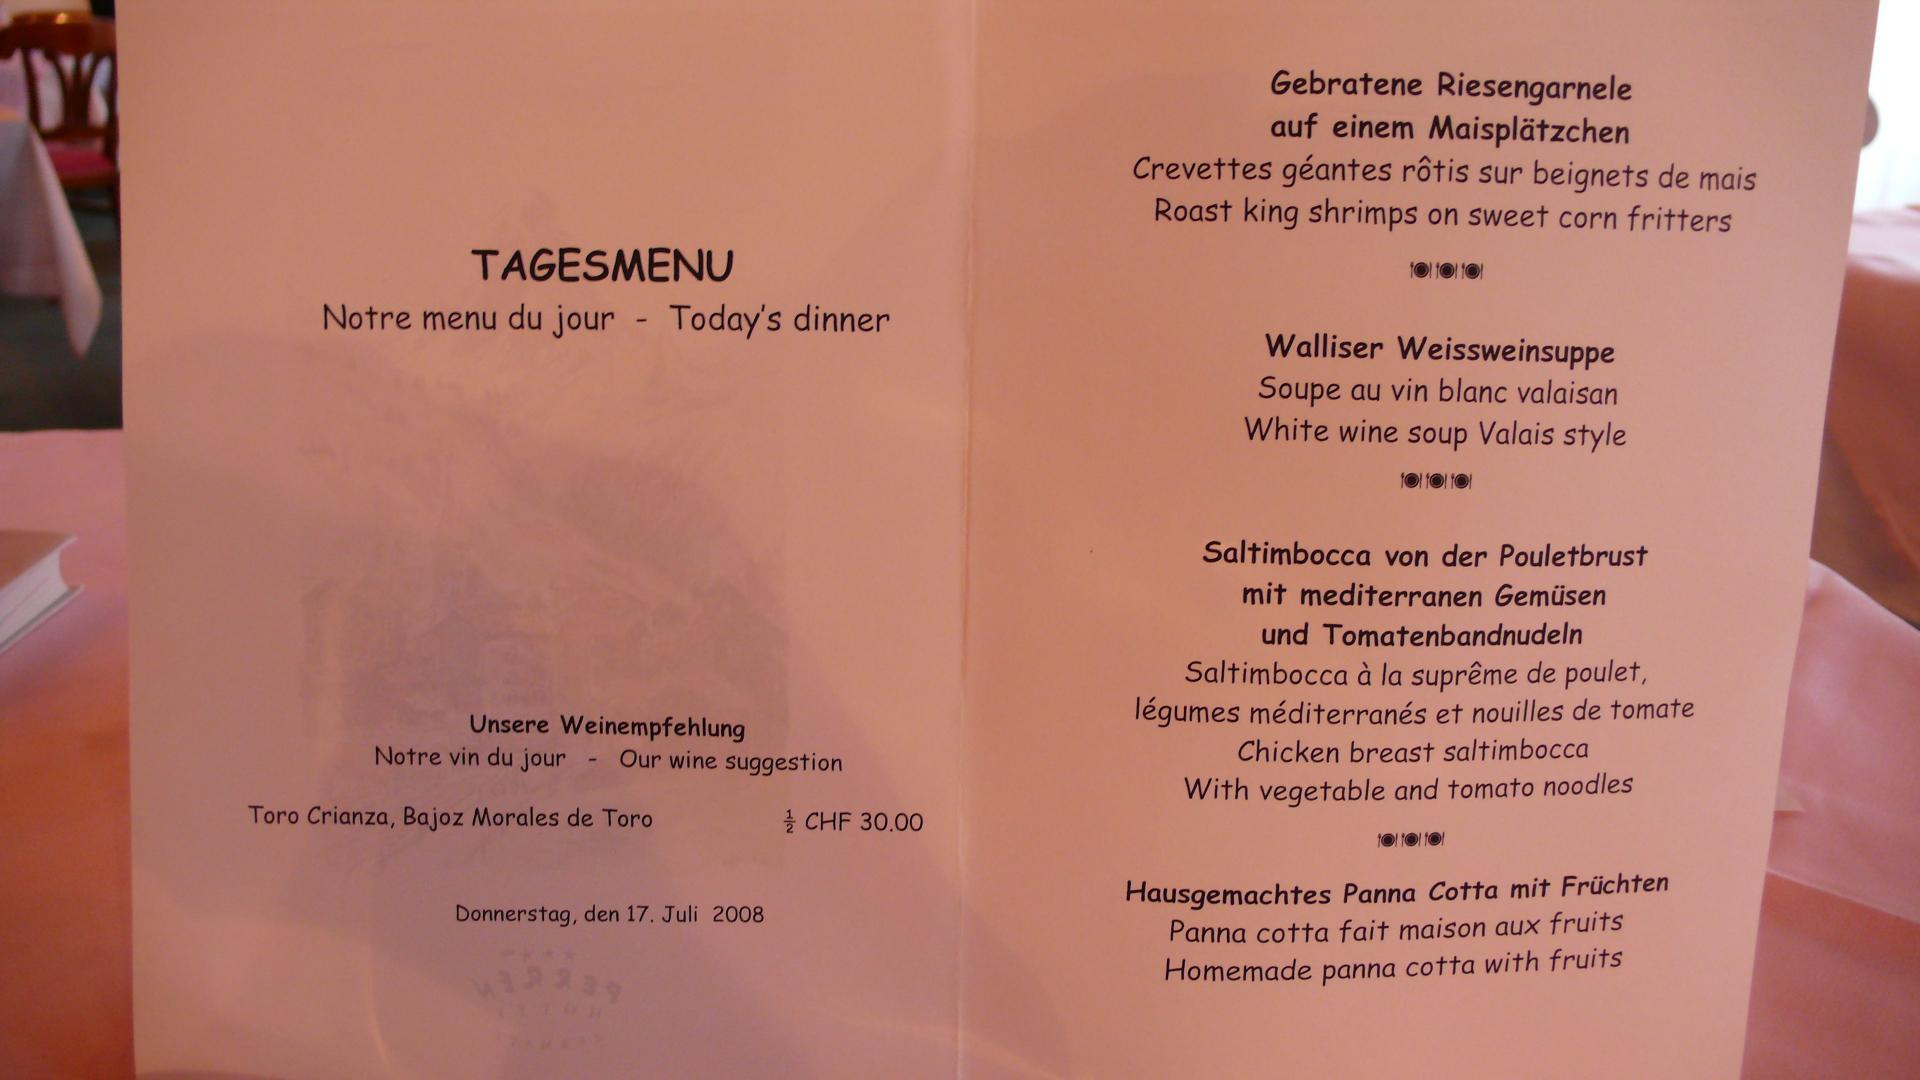 TAGESMENU
Notre menu du jour - Today's dinner
Unsere Weinempfehlung
Notre vin du jour - Our wine suggestion
Toro Crianza, Bajoz Morales de Toro ½ CHF 30.00
Donnerstag, den 17. Juli 2008
PERREN
HOTEL
Gebratene Riesengarnele
auf einem Maisplätzchen
Crevettes géantes rôtis sur beignets de mais
Roast king shrimps on sweet corn fritters
Walliser Weissweinsuppe
Soupe au vin blanc valaisan
White wine soup Valais style
Saltimbocca von der Pouletbrust
mit mediterranen Gemüsen
und Tomatenbandnudeln
Saltimbocca à la suprême de poulet,
légumes méditerranés et nouilles de tomate
Chicken breast saltimbocca
With vegetable and tomato noodles
Hausgemachtes Panna Cotta mit Früchten
Panna cotta fait maison aux fruits
Homemade panna cotta with fruits